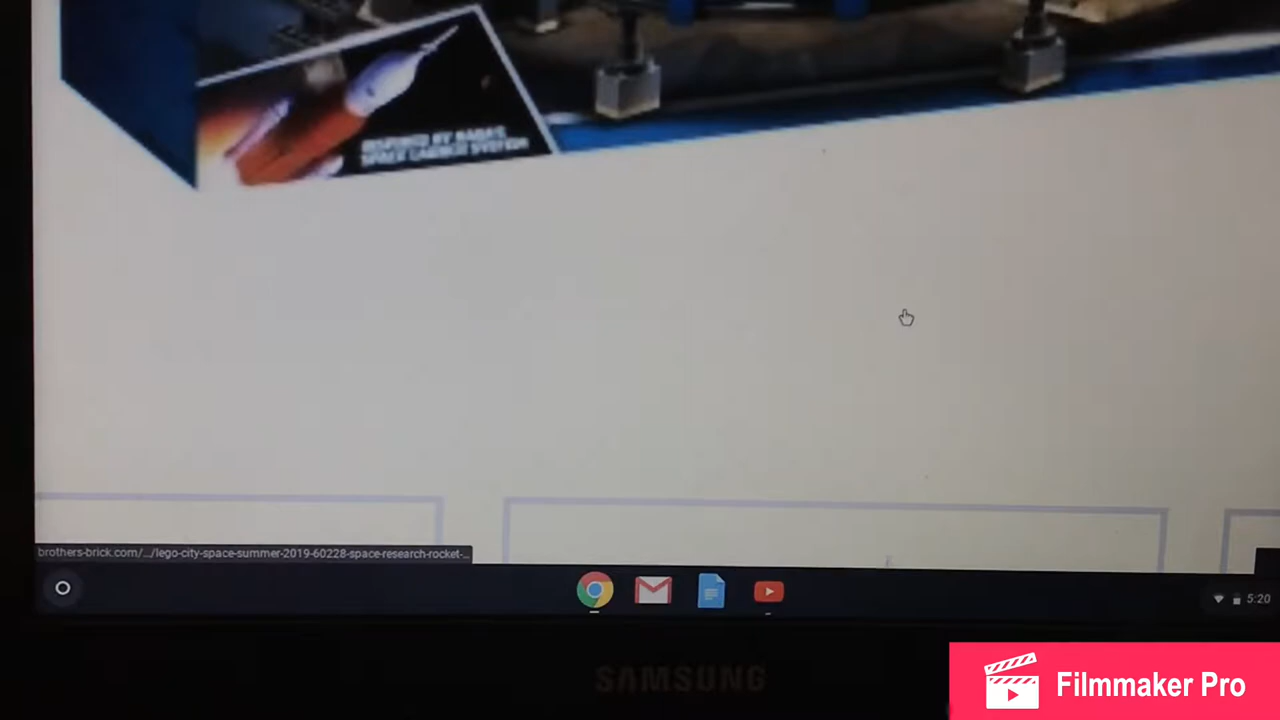 INSPIRED BY NASA'S
SPACE LAUNCH SYSTEM
brothers-brick.com/.../lego-city-space-summer-2019-60228-space-research-rocket-...
5:20
SAMSUNG
Filmmaker Pro